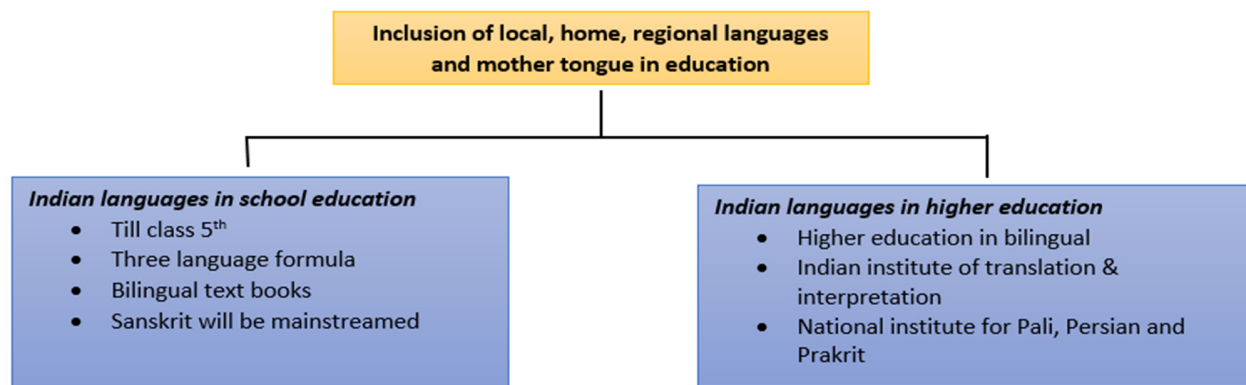 Inclusion of local, home, regional languages
and mother tongue in education
Indian languages in school education
• Till class 5th
• Three language formula
• Bilingual text books
• Sanskrit will be mainstreamed
Indian languages in higher education
• Higher education in bilingual
• Indian institute of translation &
interpretation
• National institute for Pali, Persian and
Prakrit